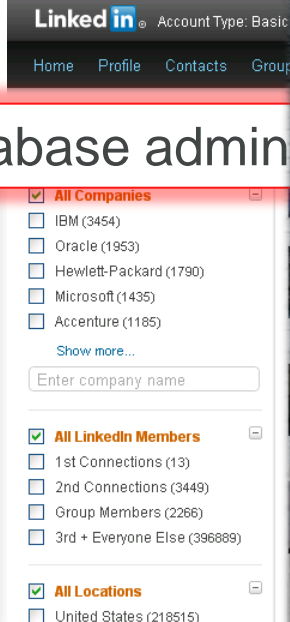 Linked in ® Account Type: Basic
Home Profile Contacts Group
abase admin
All Companies
IBM (3454)
Oracle (1953)
Hewlett-Packard (1790)
Microsoft (1435)
Accenture (1185)
Show more...
Enter company name
All LinkedIn Members
1st Connections (13)
2nd Connections (3449)
Group Members (2266)
3rd + Everyone Else (396889)
All Locations
United States (218515)